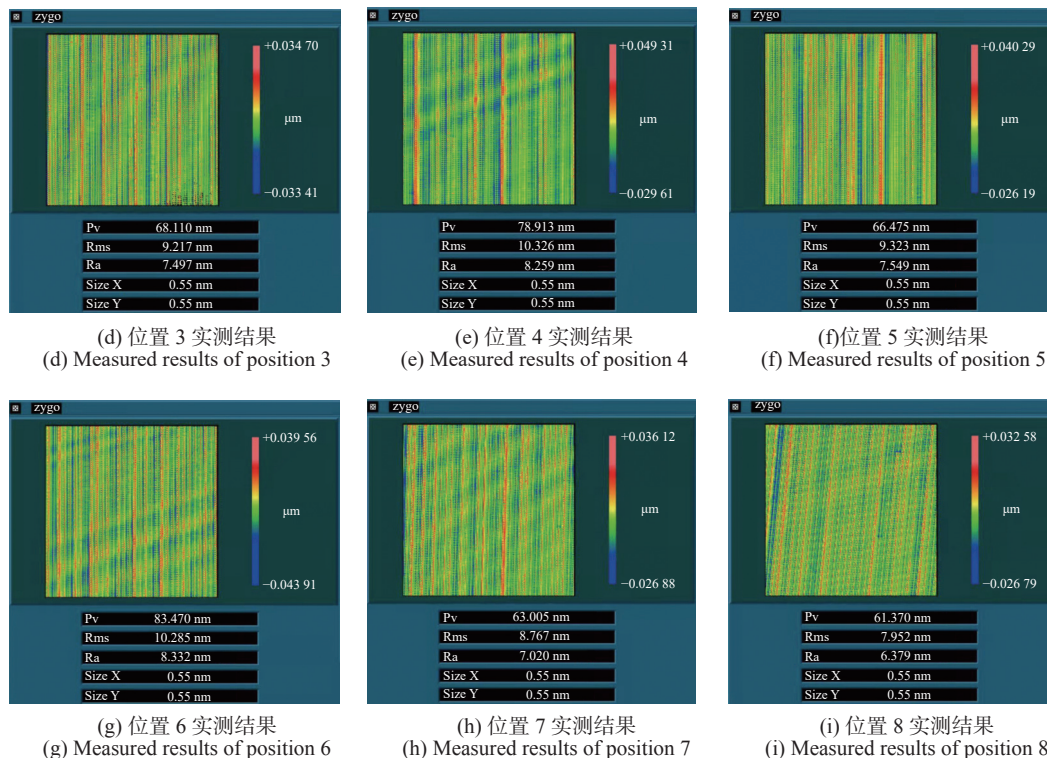 zygo
+0.034 70
μm
−0.033 41
Pv 68.110 nm
Rms 9.217 nm
Ra 7.497 nm
Size X 0.55 nm
Size Y 0.55 nm
(d) 位置 3 实测结果
(d) Measured results of position 3
zygo
+0.049 31
μm
−0.029 61
Pv 78.913 nm
Rms 10.326 nm
Ra 8.259 nm
Size X 0.55 nm
Size Y 0.55 nm
(e) 位置 4 实测结果
(e) Measured results of position 4
zygo
+0.040 29
μm
−0.026 19
Pv 66.475 nm
Rms 9.323 nm
Ra 7.549 nm
Size X 0.55 nm
Size Y 0.55 nm
(f)位置 5 实测结果
(f) Measured results of position 5
zygo
+0.039 56
μm
−0.043 91
Pv 83.470 nm
Rms 10.285 nm
Ra 8.332 nm
Size X 0.55 nm
Size Y 0.55 nm
(g) 位置 6 实测结果
(g) Measured results of position 6
zygo
+0.036 12
μm
−0.026 88
Pv 63.005 nm
Rms 8.767 nm
Ra 7.020 nm
Size X 0.55 nm
Size Y 0.55 nm
(h) 位置 7 实测结果
(h) Measured results of position 7
zygo
+0.032 58
μm
−0.026 79
Pv 61.370 nm
Rms 7.952 nm
Ra 6.379 nm
Size X 0.55 nm
Size Y 0.55 nm
(i) 位置 8 实测结果
(i) Measured results of position 8